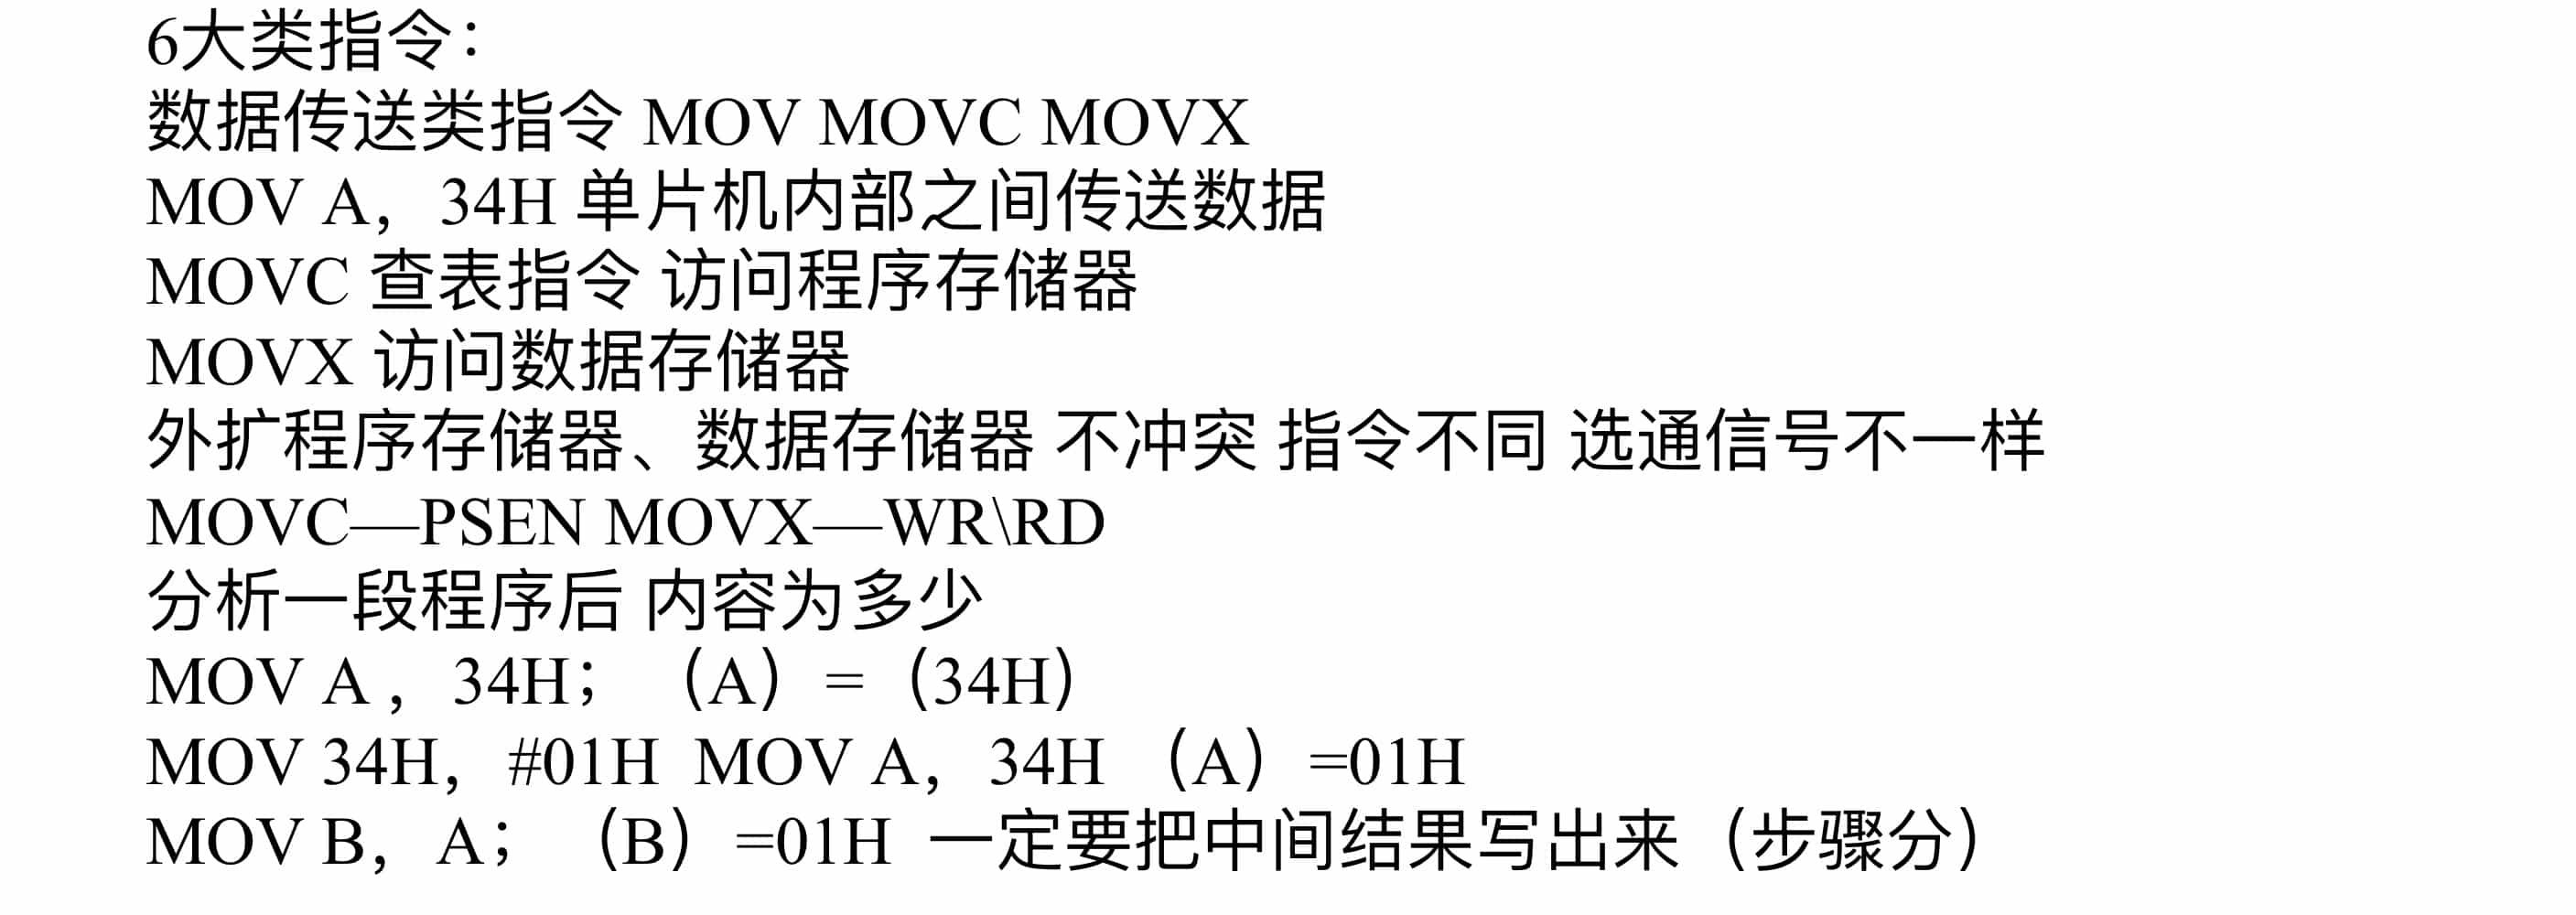 6大类指令：
数据传送类指令 MOV MOVC MOVX
MOV A，34H 单片机内部之间传送数据
MOVC 查表指令 访问程序存储器
MOVX 访问数据存储器
外扩程序存储器、数据存储器 不冲突 指令不同 选通信号不一样
MOVC—PSEN MOVX—WR\RD
分析一段程序后 内容为多少
MOV A ，34H；（A）=（34H）
MOV 34H，#01H MOV A，34H （A）=01H
MOV B，A；（B）=01H 一定要把中间结果写出来（步骤分）